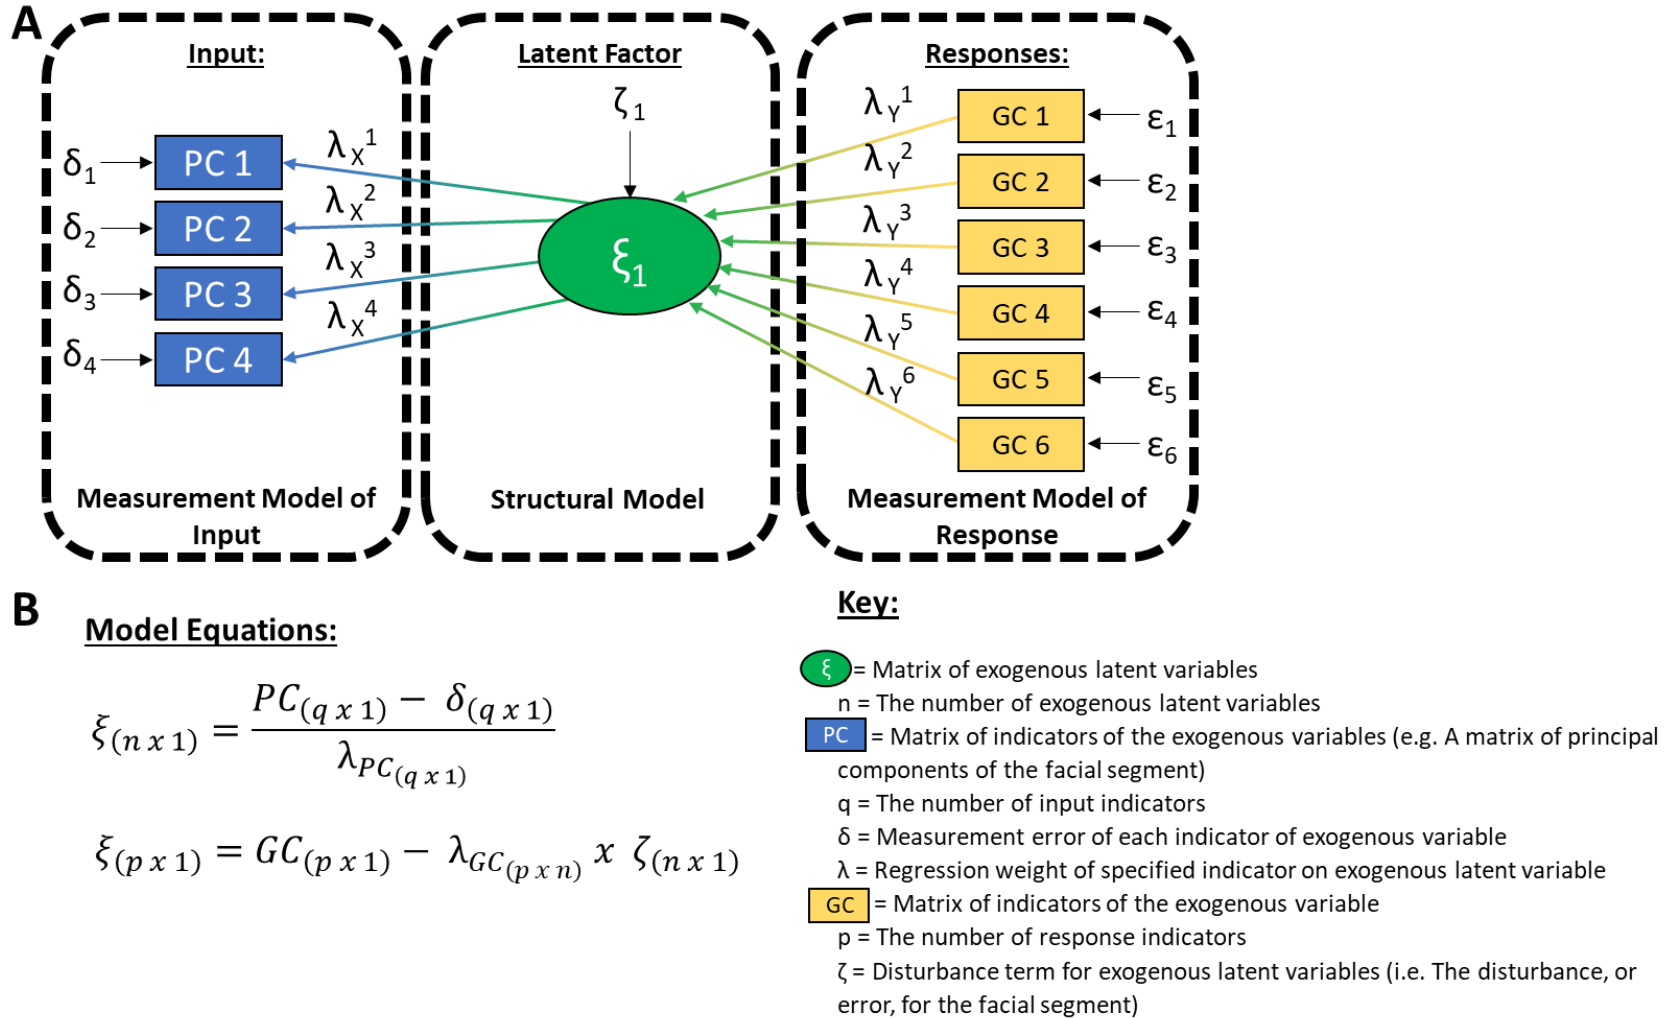 A
Input:
Latent Factor
Responses:
ζ1
δ1 PC 1 λX1
δ2 PC 2 λX2
δ3 PC 3 λX3
δ4 PC 4 λX4
ξ1
λY1 GC 1 ε1
λY2 GC 2 ε2
λY3 GC 3 ε3
λY4 GC 4 ε4
λY5 GC 5 ε5
λY6 GC 6 ε6
Measurement Model of
Input
Structural Model
Measurement Model of
Response
B
Model Equations:
ξ(n x 1) = PC(q x 1) − δ(q x 1) / λPC(q x 1)
ξ(p x 1) = GC(p x 1) − λGC(p x n) x ζ(n x 1)
Key:
ξ = Matrix of exogenous latent variables
n = The number of exogenous latent variables
PC = Matrix of indicators of the exogenous variables (e.g. A matrix of principal
components of the facial segment)
q = The number of input indicators
δ = Measurement error of each indicator of exogenous variable
λ = Regression weight of specified indicator on exogenous latent variable
GC = Matrix of indicators of the exogenous variable
p = The number of response indicators
ζ = Disturbance term for exogenous latent variables (i.e. The disturbance, or
error, for the facial segment)